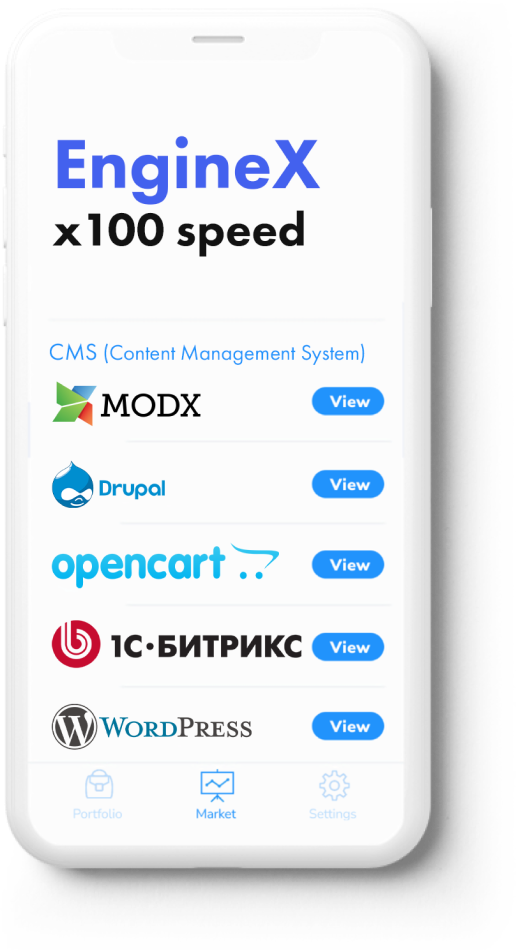 EngineX
x100 speed
CMS (Content Management System)
MODX View
Drupal View
opencart View
1С·БИТРИКС View
WORDPRESS View
Portfolio Market Settings